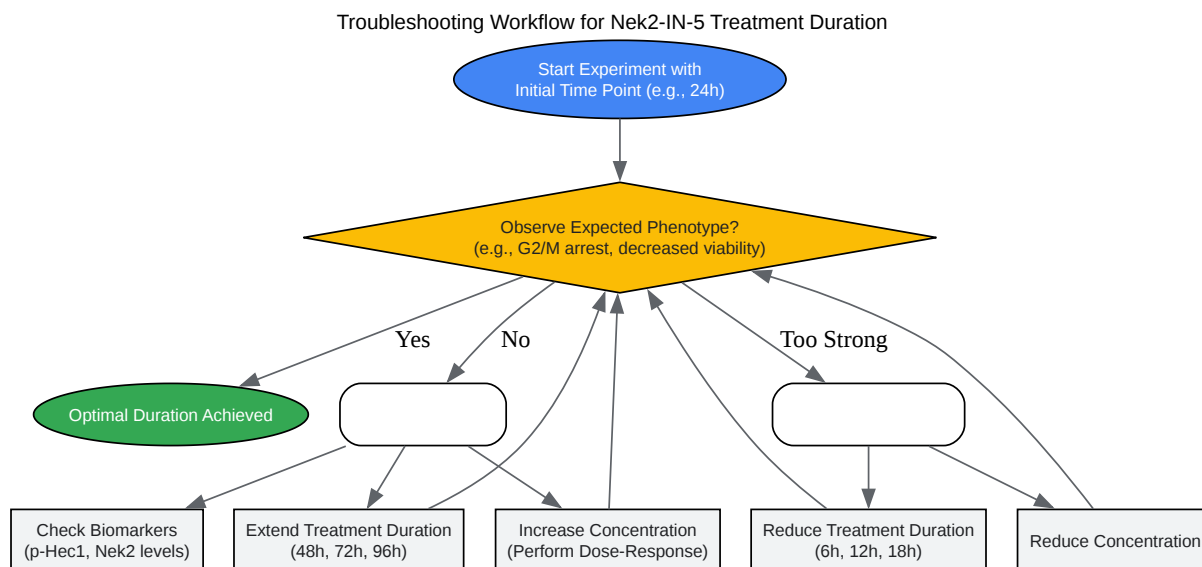 Troubleshooting Workflow for Nek2-IN-5 Treatment Duration
Start Experiment with
Initial Time Point (e.g., 24h)
Observe Expected Phenotype?
(e.g., G2/M arrest, decreased viability)
Yes
No
Too Strong
Optimal Duration Achieved
Check Biomarkers
(p-Hec1, Nek2 levels)
Extend Treatment Duration
(48h, 72h, 96h)
Increase Concentration
(Perform Dose-Response)
Reduce Treatment Duration
(6h, 12h, 18h)
Reduce Concentration